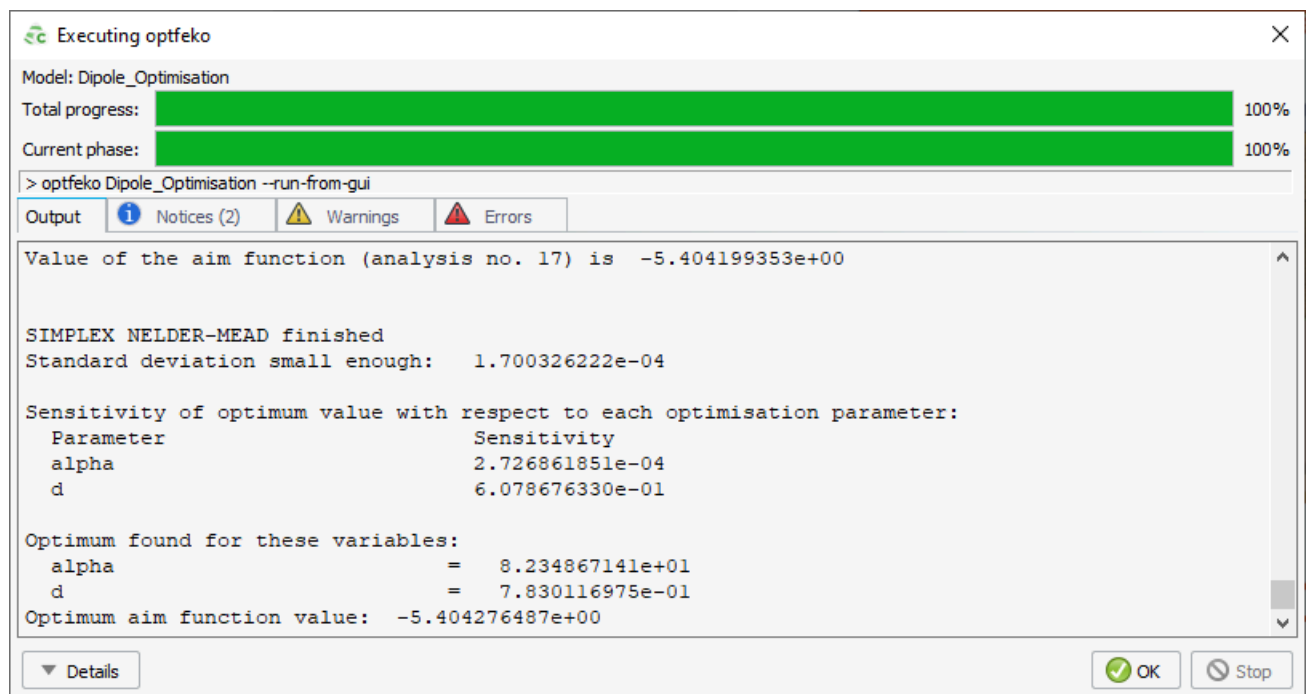 Executing optfeko
Model: Dipole_Optimisation
Total progress: 100%
Current phase: 100%
> optfeko Dipole_Optimisation --run-from-gui
Output Notices (2) Warnings Errors
Value of the aim function (analysis no. 17) is -5.404199353e+00
SIMPLEX NELDER-MEAD finished
Standard deviation small enough: 1.700326222e-04
Sensitivity of optimum value with respect to each optimisation parameter:
Parameter Sensitivity
alpha 2.726861851e-04
d 6.078676330e-01
Optimum found for these variables:
alpha = 8.234867141e+01
d = 7.830116975e-01
Optimum aim function value: -5.404276487e+00
Details OK Stop